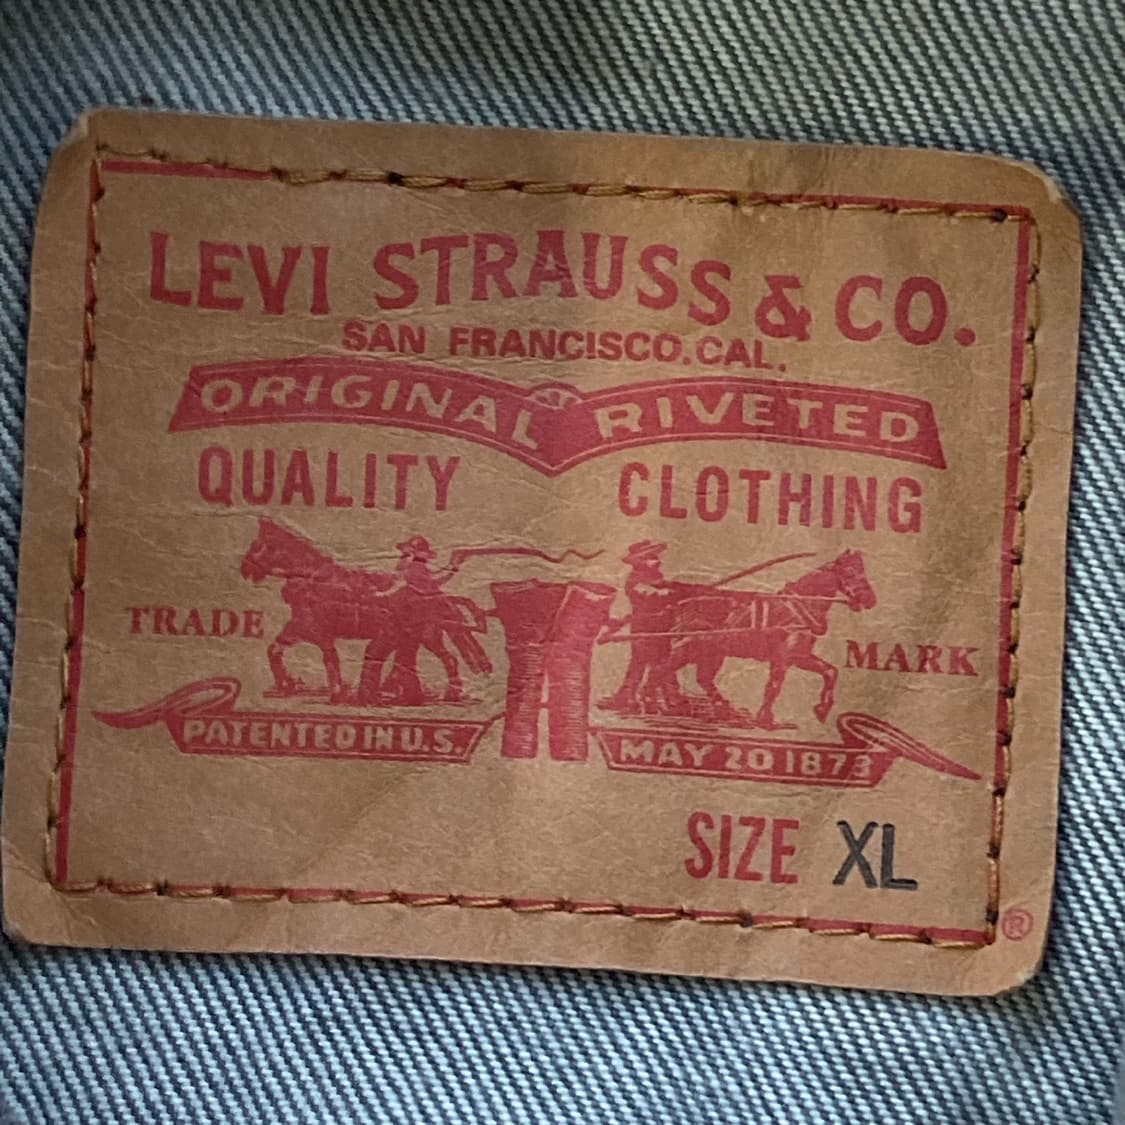 LEVI STRAUSS & CO.
SAN FRANCISCO. CAL.
ORIGINAL RIVETED
QUALITY CLOTHING
TRADE MARK
PATENTED IN U.S. MAY 20 1873
SIZE XL
®